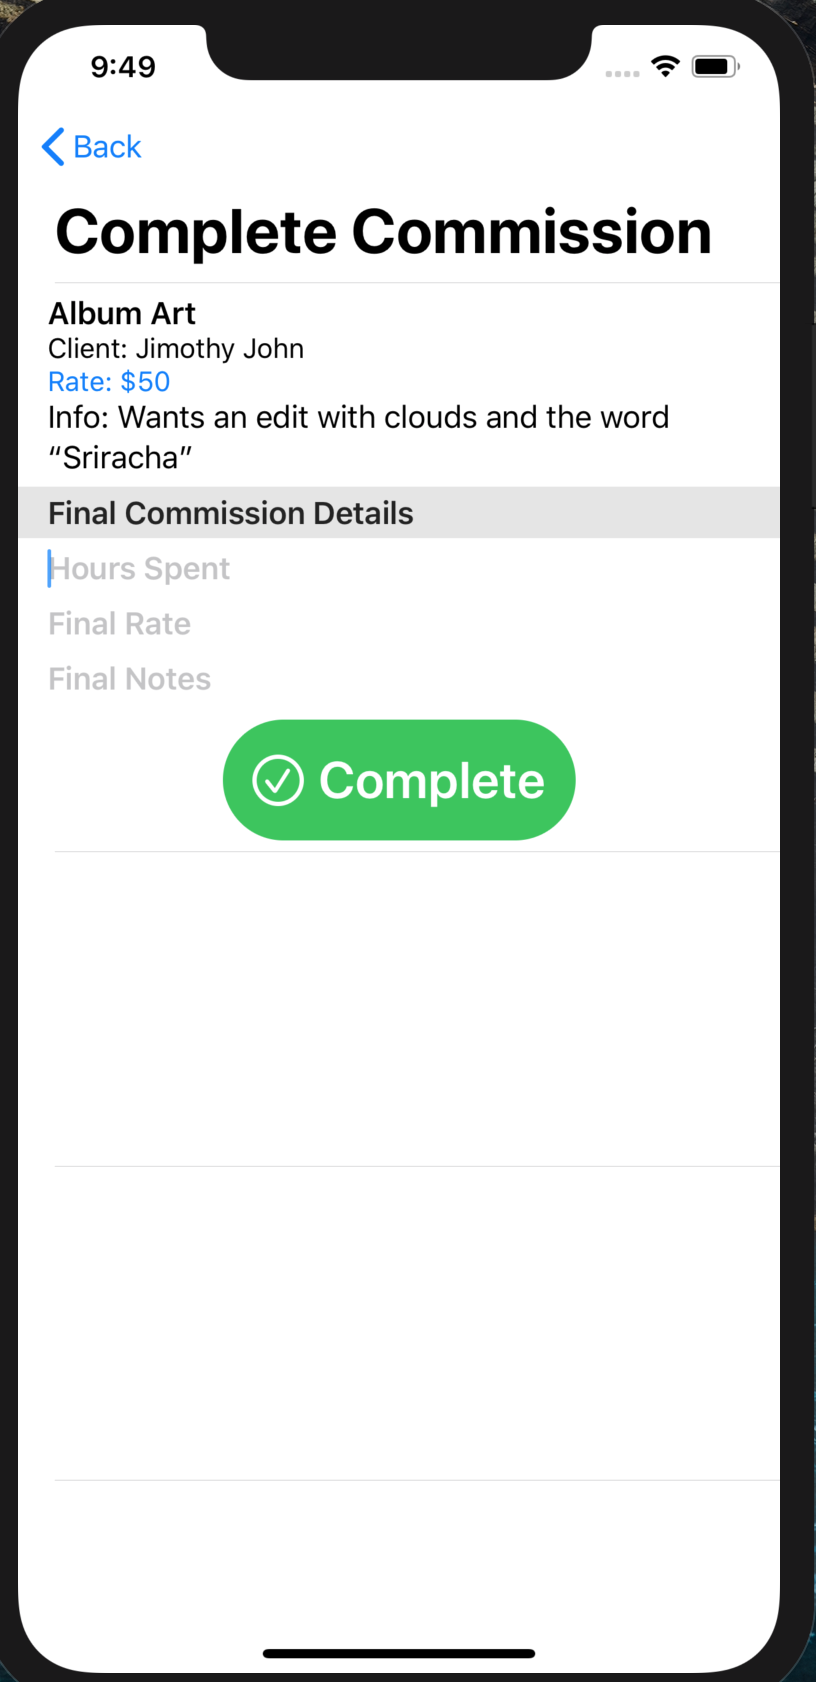 9:49
Back
Complete Commission
Album Art
Client: Jimothy John
Rate: $50
Info: Wants an edit with clouds and the word
“Sriracha”
Final Commission Details
Hours Spent
Final Rate
Final Notes
Complete